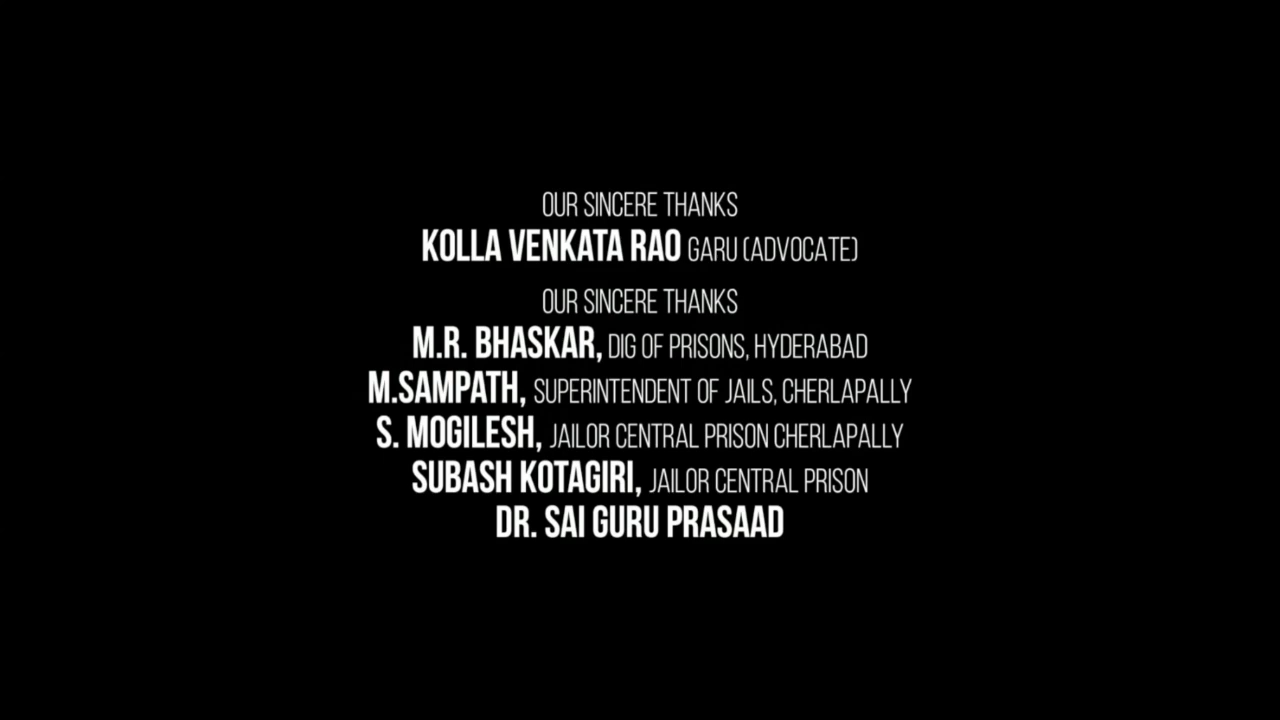 OUR SINCERE THANKS
KOLLA VENKATA RAO GARU (ADVOCATE)
OUR SINCERE THANKS
M.R. BHASKAR, DIG OF PRISONS, HYDERABAD
M.SAMPATH, SUPERINTENDENT OF JAILS, CHERLAPALLY
S. MOGILESH, JAILOR CENTRAL PRISON CHERLAPALLY
SUBASH KOTAGIRI, JAILOR CENTRAL PRISON
DR. SAI GURU PRASAAD